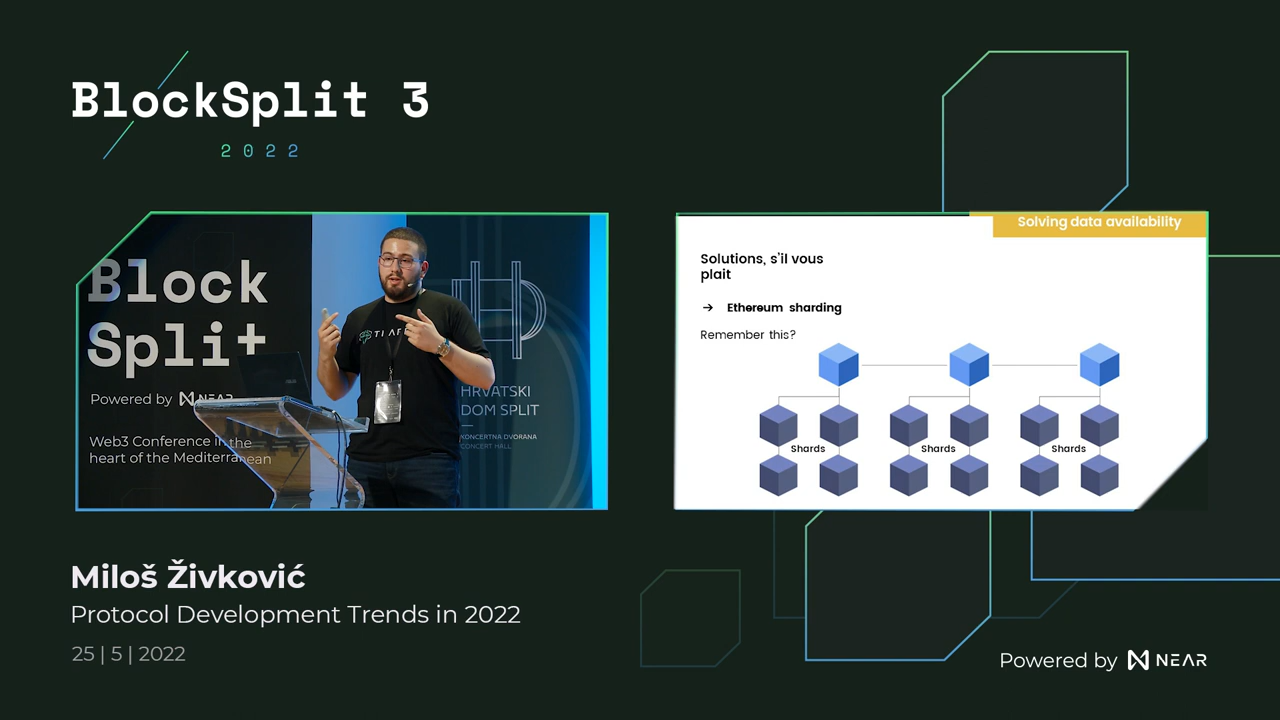 BlockSplit 3
2022
Block
Split
Powered by NEAR
Web3 Conference in the
heart of the Mediterranean
HRVATSKI
DOM SPLIT
KONCERTNA DVORANA
CONCERT HALL
Solving data availability
Solutions, s'il vous
plait
→ Ethereum sharding
Remember this?
Shards
Shards
Shards
Miloš Živković
Protocol Development Trends in 2022
25 | 5 | 2022
Powered by NEAR